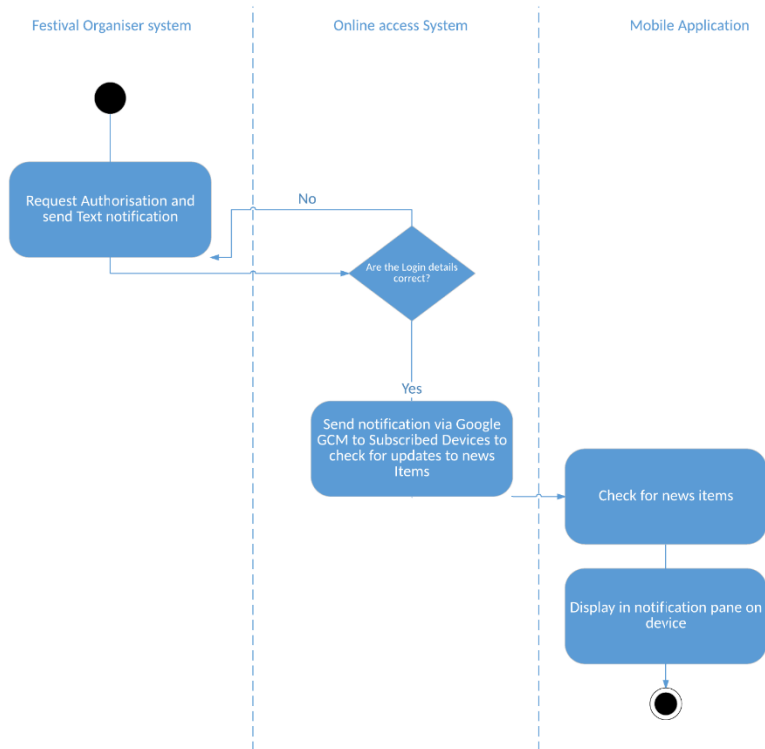 Festival Organiser system
Online access System
Mobile Application
Request Authorisation and
send Text notification
No
Are the Login details
correct?
Yes
Send notification via Google
GCM to Subscribed Devices to
check for updates to news
Items
Check for news items
Display in notification pane on
device